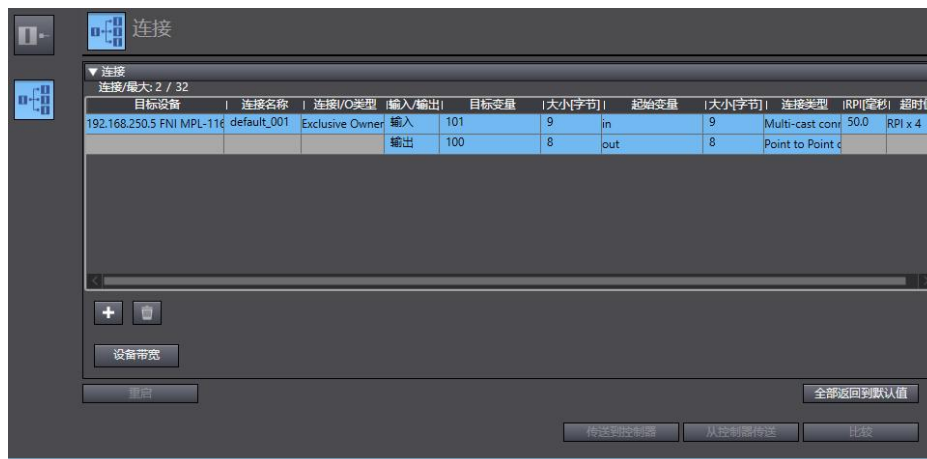 连接
▼连接
连接/最大: 2 / 32
目标设备 | 连接名称 | 连接I/O类型 |输入/输出| 目标变量 |大小[字节]| 起始变量 |大小[字节]| 连接类型 |RPI[毫秒]| 超时值
192.168.250.5 FNI MPL-116 default_001 Exclusive Owner 输入 101 9 in 9 Multi-cast conn 50.0 RPI x 4
输出 100 8 out 8 Point to Point c
设备带宽
重启 全部返回到默认值
传送到控制器 从控制器传送 比较